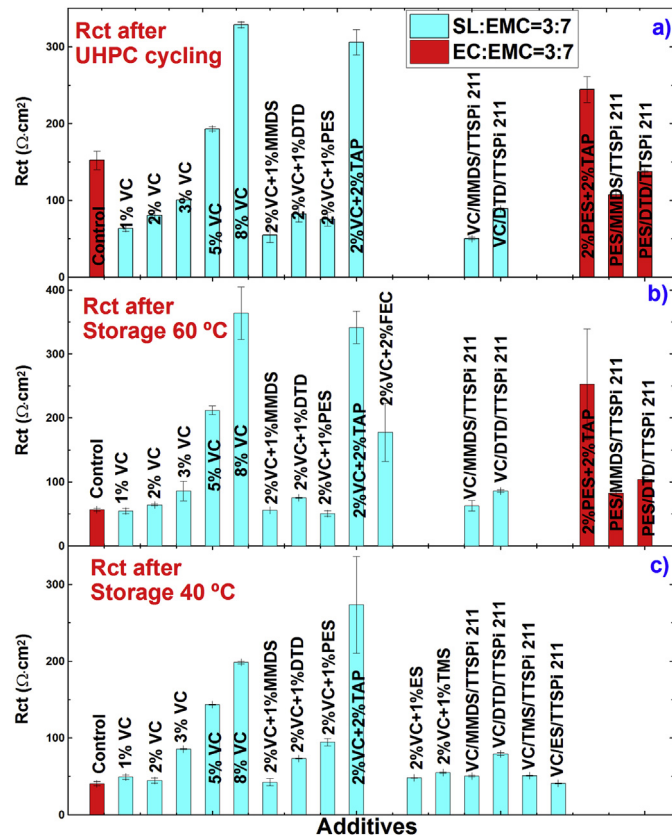 Rct after
UHPC cycling
SL:EMC=3:7
EC:EMC=3:7
a)
Rct (Ω·cm2)
300
200
100
0
Control
1% VC
2% VC
3% VC
5% VC
8% VC
2%VC+1%MMDS
2%VC+1%DTD
2%VC+1%PES
2%VC+2%TAP
VC/MMDS/TTSPi 211
VC/DTD/TTSPi 211
2%PES+2%TAP
PES/MMDS/TTSPi 211
PES/DTD/TTSPi 211
Rct after
Storage 60 ºC
b)
Rct (Ω·cm2)
400
300
200
100
0
Control
1% VC
2% VC
3% VC
5% VC
8% VC
2%VC+1%MMDS
2%VC+1%DTD
2%VC+1%PES
2%VC+2%TAP
2%VC+2%FEC
VC/MMDS/TTSPi 211
VC/DTD/TTSPi 211
2%PES+2%TAP
PES/MMDS/TTSPi 211
PES/DTD/TTSPi 211
Rct after
Storage 40 ºC
c)
Rct (Ω·cm2)
300
200
100
0
Control
1% VC
2% VC
3% VC
5% VC
8% VC
2%VC+1%MMDS
2%VC+1%DTD
2%VC+1%PES
2%VC+2%TAP
2%VC+1%ES
2%VC+1%TMS
VC/MMDS/TTSPi 211
VC/DTD/TTSPi 211
VC/TMS/TTSPi 211
VC/ES/TTSPi 211
Additives